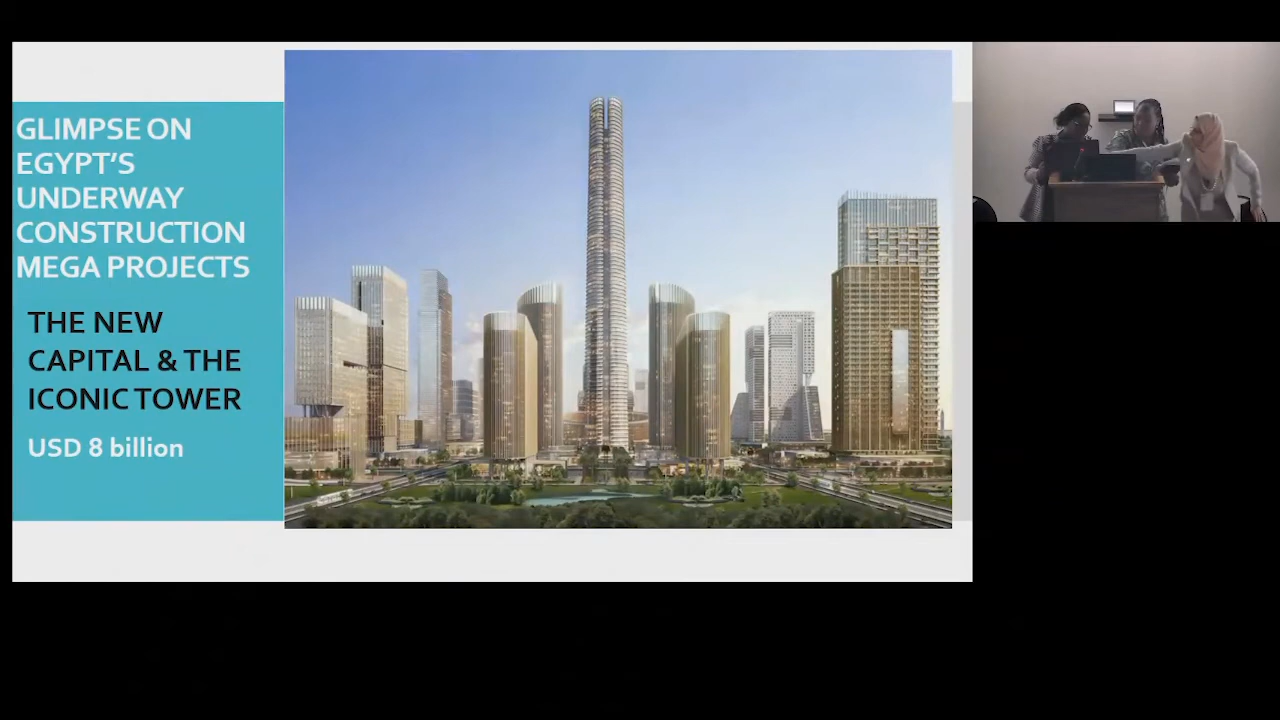 GLIMPSE ON
EGYPT'S
UNDERWAY
CONSTRUCTION
MEGA PROJECTS
THE NEW
CAPITAL & THE
ICONIC TOWER
USD 8 billion